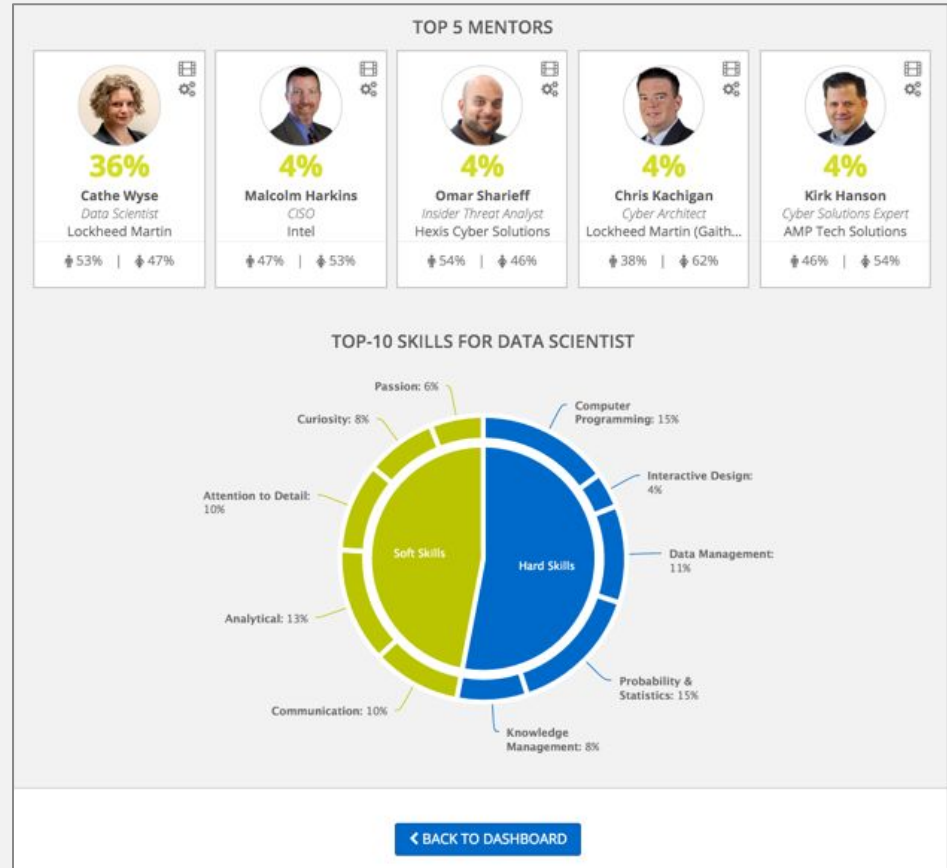 TOP 5 MENTORS
36%
Cathe Wyse
Data Scientist
Lockheed Martin
53% | 47%
4%
Malcolm Harkins
CISO
Intel
47% | 53%
4%
Omar Sharieff
Insider Threat Analyst
Hexis Cyber Solutions
54% | 46%
4%
Chris Kachigan
Cyber Architect
Lockheed Martin (Gaith...
38% | 62%
4%
Kirk Hanson
Cyber Solutions Expert
AMP Tech Solutions
46% | 54%
TOP-10 SKILLS FOR DATA SCIENTIST
Passion: 6%
Curiosity: 8%
Attention to Detail:
10%
Analytical: 13%
Communication: 10%
Soft Skills
Hard Skills
Computer
Programming: 15%
Interactive Design:
4%
Data Management:
11%
Probability &
Statistics: 15%
Knowledge
Management: 8%
BACK TO DASHBOARD